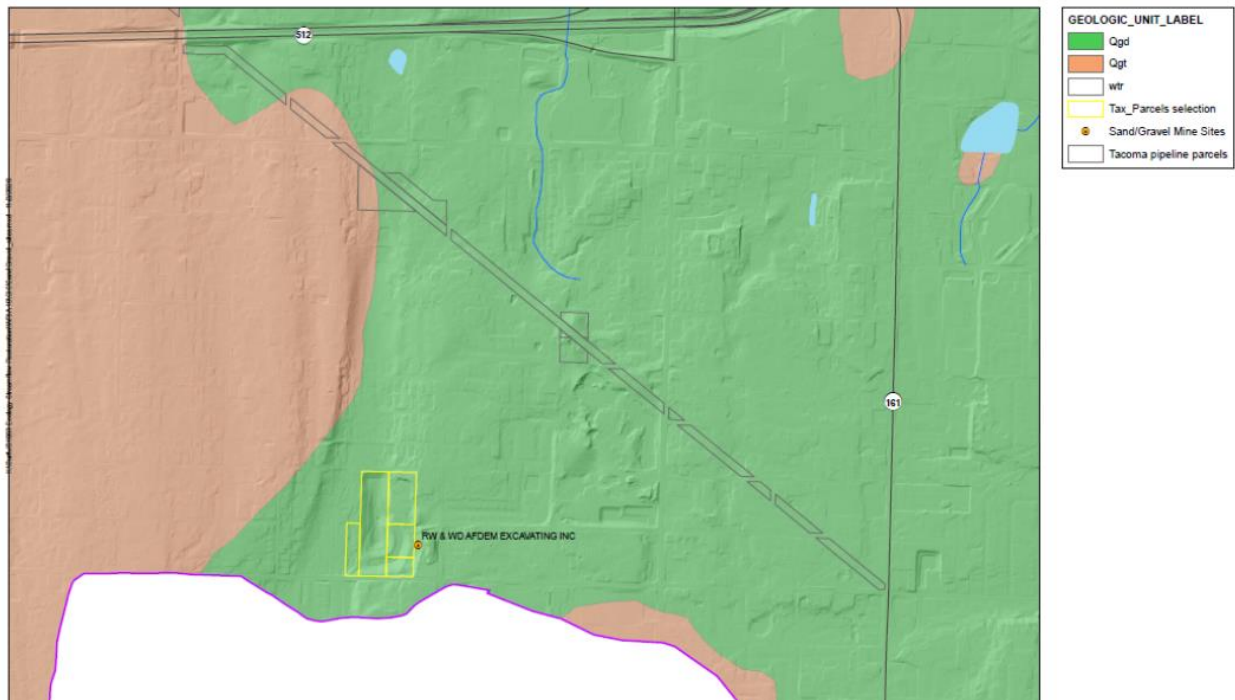 512
161
RW & WD AFDEM EXCAVATING INC
GEOLOGIC_UNIT_LABEL
Qgd
Qgt
wtr
Tax_Parcels selection
Sand/Gravel Mine Sites
Tacoma pipeline parcels